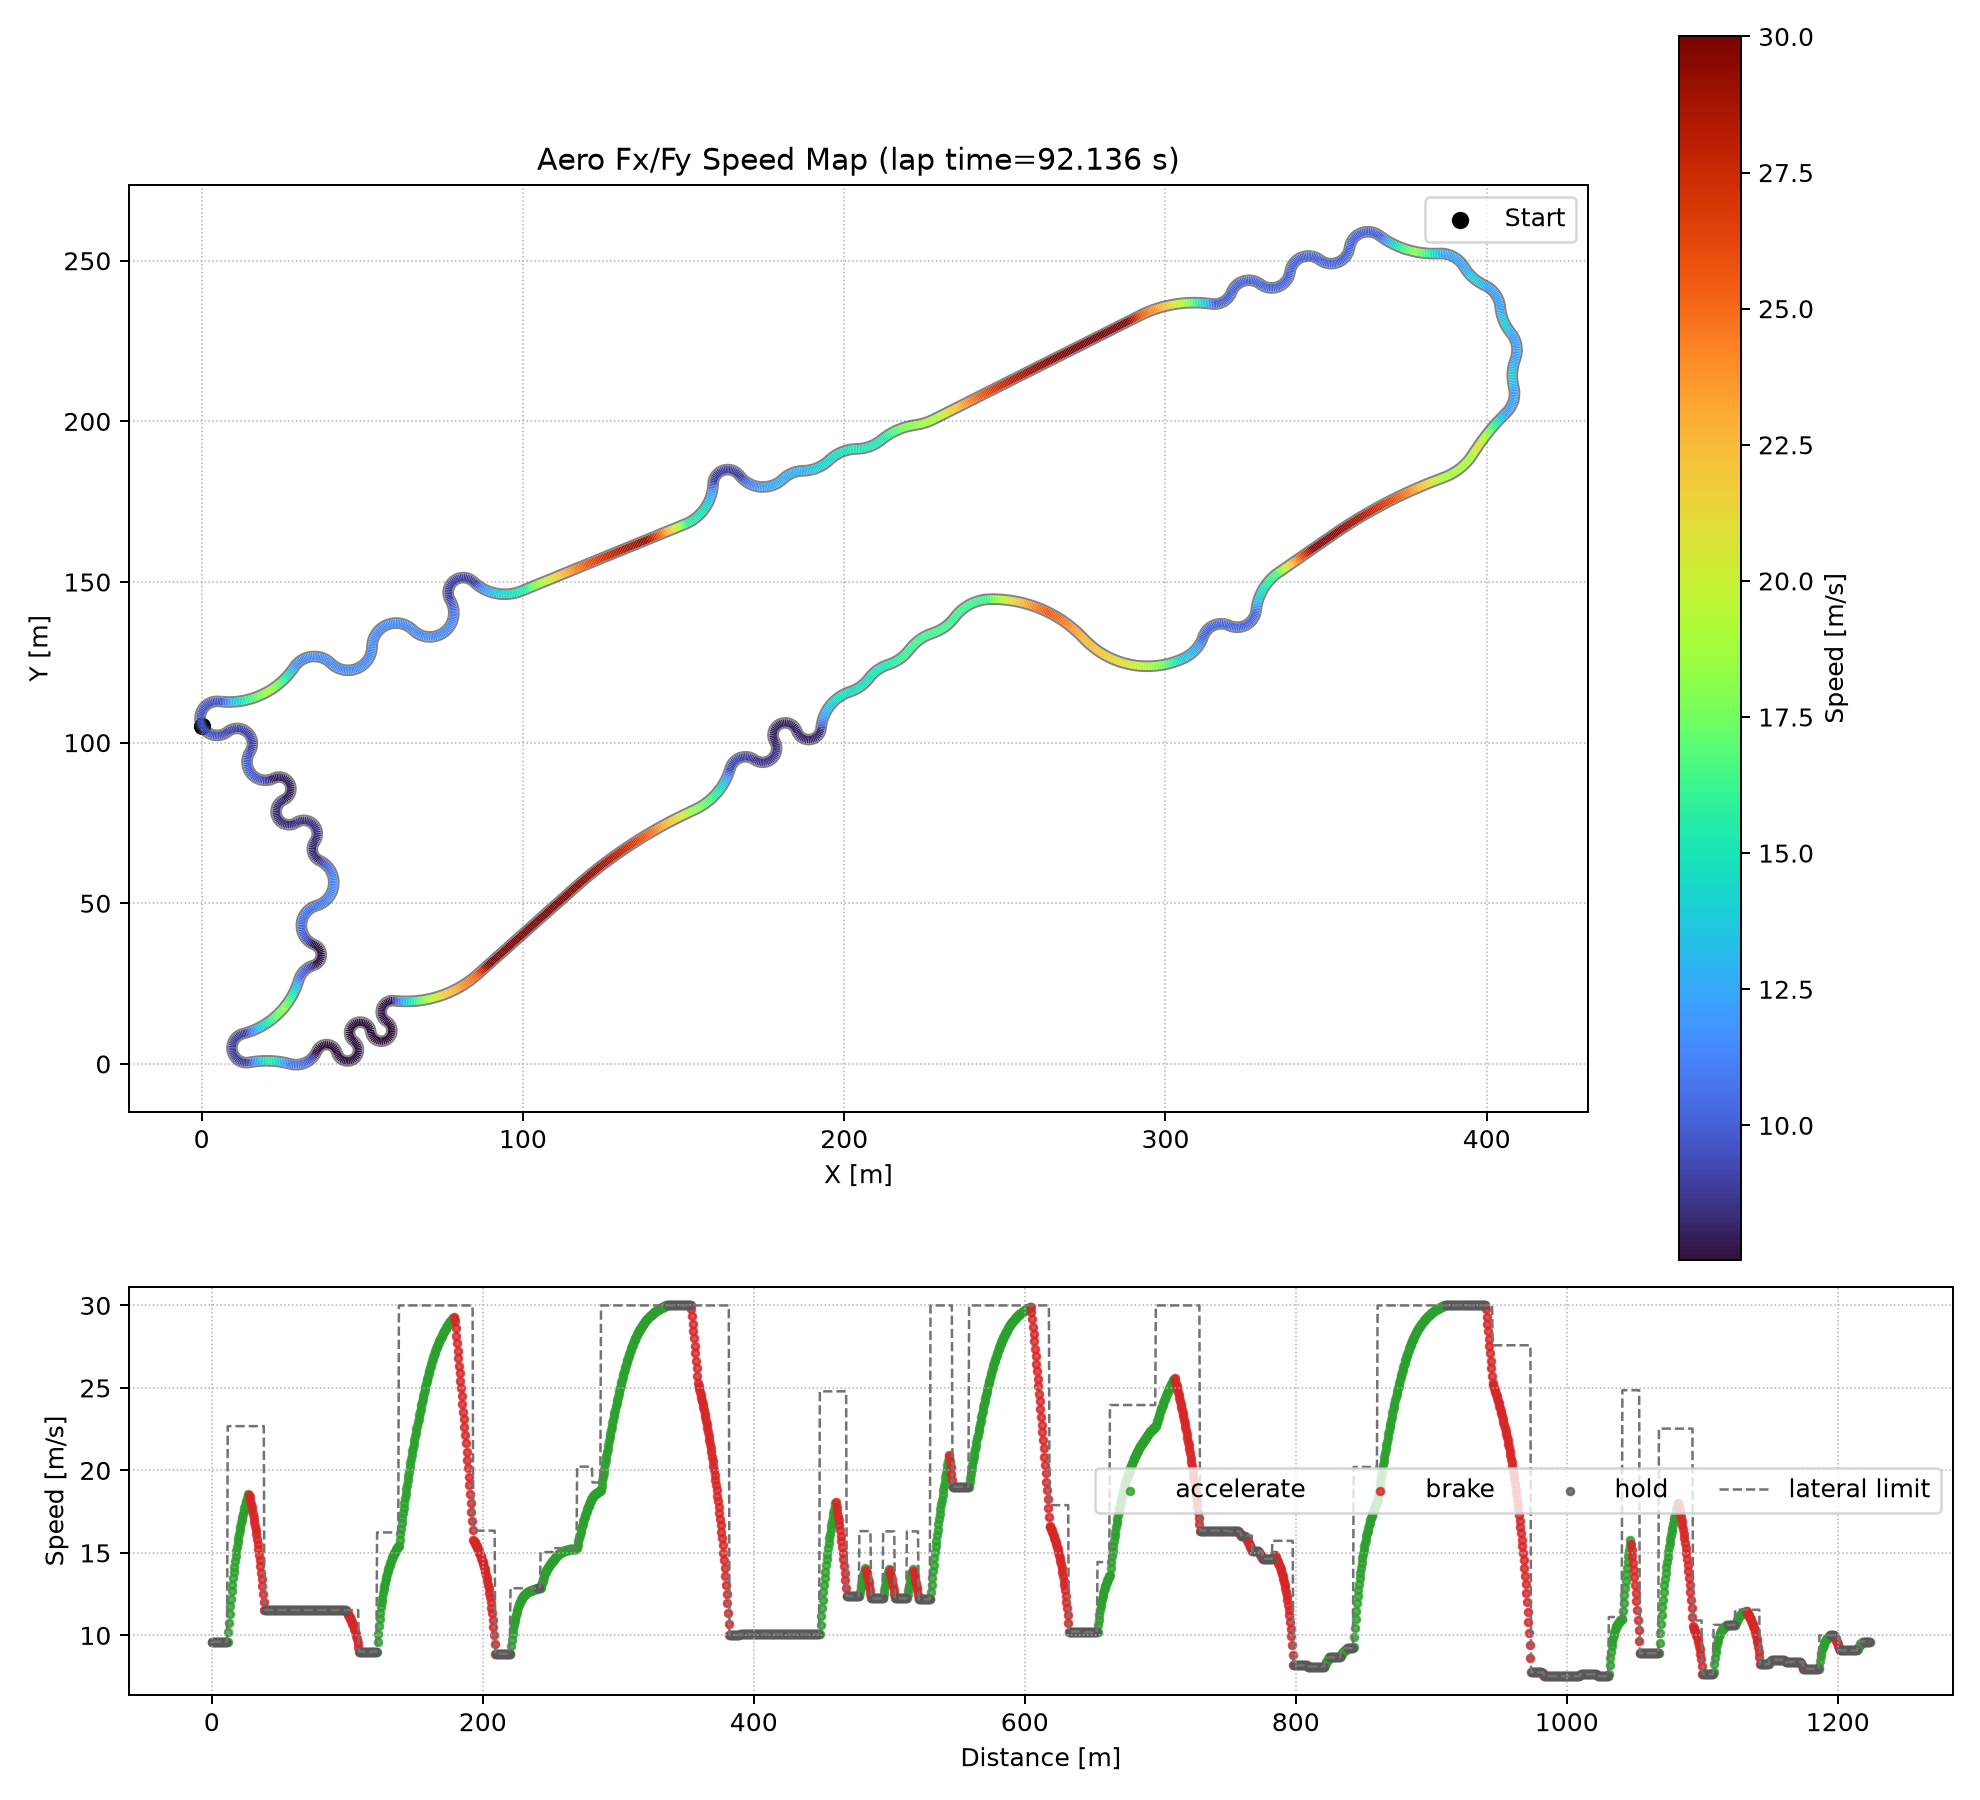 Aero Fx/Fy Speed Map (lap time=92.136 s)
Start
250
200
150
100
50
0
Y [m]
0 100 200 300 400
X [m]
30.0
27.5
25.0
22.5
20.0
17.5
15.0
12.5
10.0
Speed [m/s]
30
25
20
15
10
Speed [m/s]
accelerate brake hold lateral limit
0 200 400 600 800 1000 1200
Distance [m]